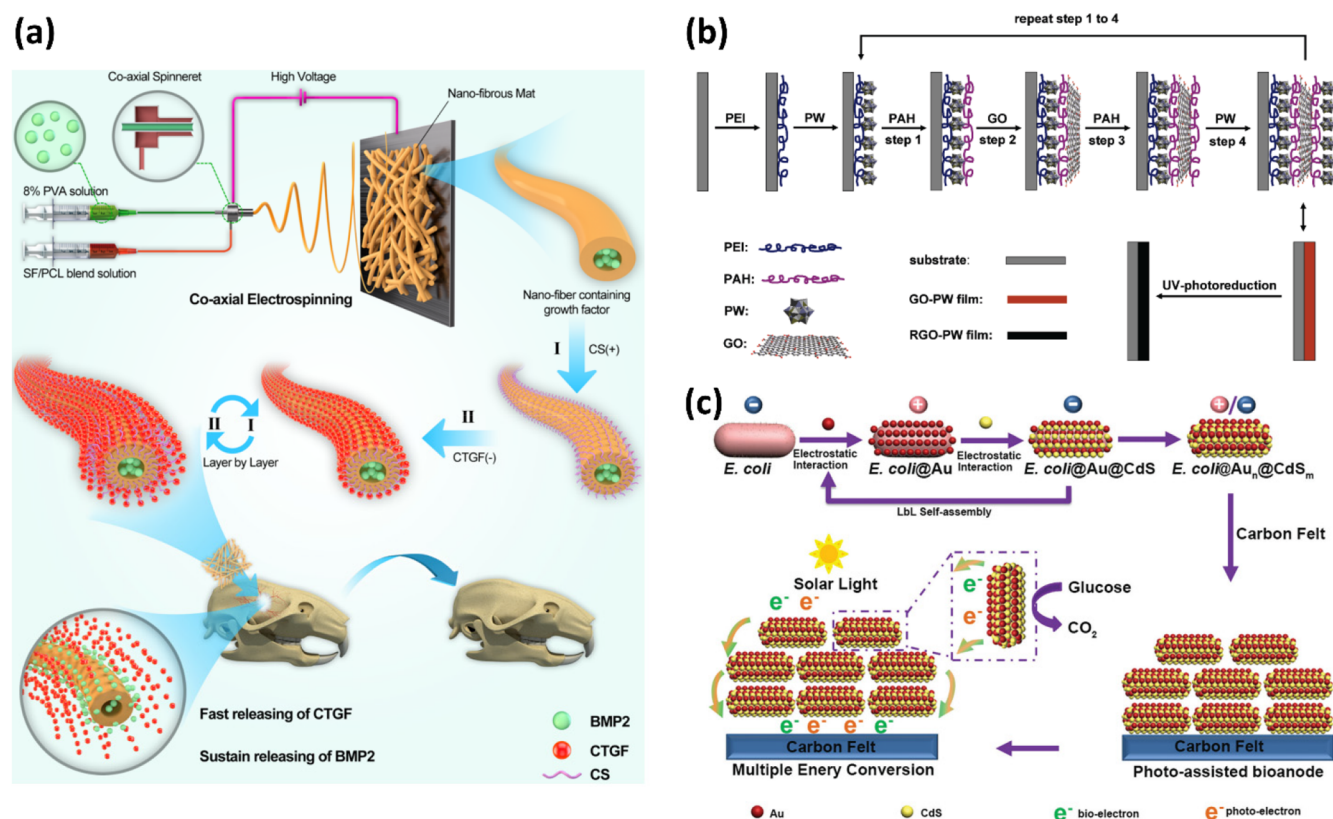 (a)
Co-axial Spinneret
High Voltage
Nano-fibrous Mat
8% PVA solution
SF/PCL blend solution
Co-axial Electrospinning
Nano-fiber containing
growth factor
I
CS(+)
II
CTGF(-)
II
I
Layer by Layer
Fast releasing of CTGF
Sustain releasing of BMP2
BMP2
CTGF
CS
(b)
repeat step 1 to 4
PEI
PW
PAH
step 1
GO
step 2
PAH
step 3
PW
step 4
PEI:
PAH:
PW:
GO:
substrate:
GO-PW film:
RGO-PW film:
UV-photoreduction
(c)
−
+
−
+/−
Electrostatic
Interaction
Electrostatic
Interaction
E. coli
E. coli@Au
E. coli@Au@CdS
E. coli@Auₙ@CdSₘ
LbL Self-assembly
Carbon Felt
Solar Light
e⁻ e⁻
e⁻
e⁻
Glucose
CO₂
e⁻ e⁻ e⁻ e⁻
Carbon Felt
Multiple Enery Conversion
Carbon Felt
Photo-assisted bioanode
Au
CdS
e⁻ bio-electron
e⁻ photo-electron